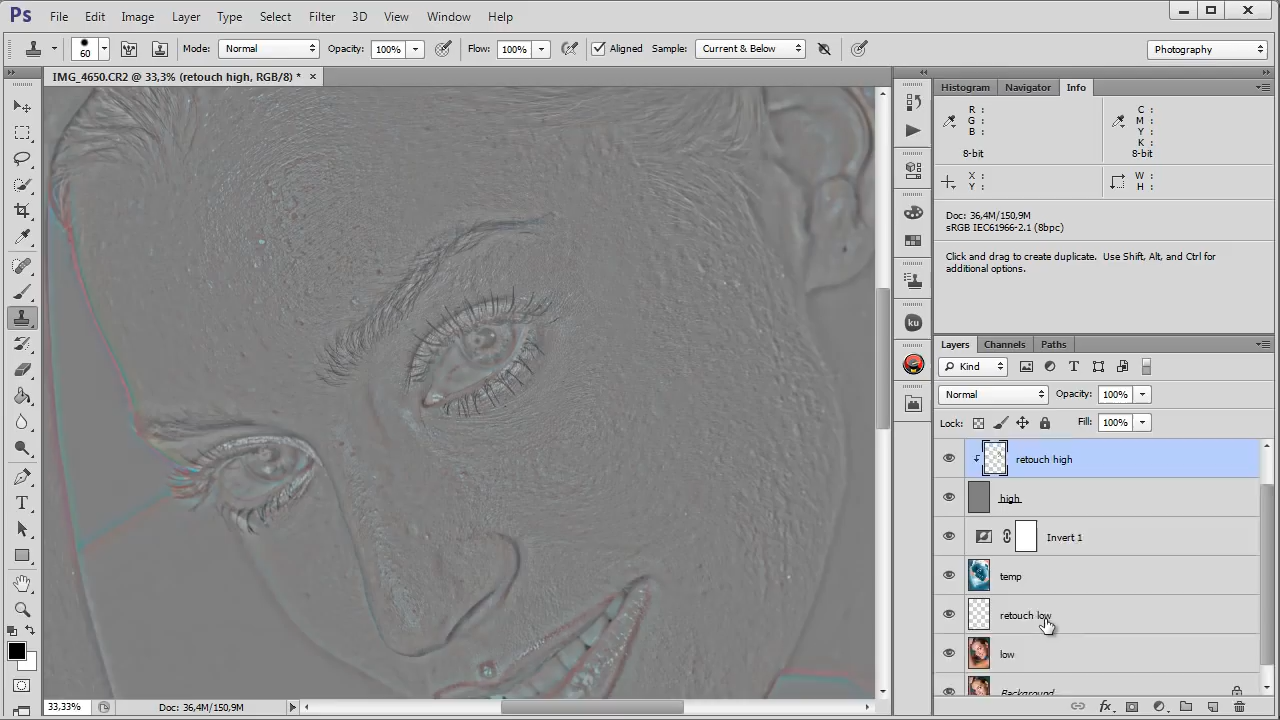 Ps File Edit Image Layer Type Select Filter 3D View Window Help
60 Mode: Normal Opacity: 100% Flow: 100% Aligned Sample: Current & Below Photography
IMG_4650.CR2 @ 33,3% (retouch high, RGB/8) * ×
Histogram Navigator Info
R : C :
G : M :
B : Y :
K :
8-bit 8-bit
X : W :
Y : H :
Doc: 36,4M/150,9M
sRGB IEC61966-2.1 (8bpc)
Click and drag to create duplicate. Use Shift, Alt, and Ctrl for
additional options.
ku
Layers Channels Paths
Kind T
Normal Opacity: 100%
Lock: Fill: 100%
retouch high
high
Invert 1
temp
retouch low
low
Background
fx
33,33% Doc: 36,4M/150,9M